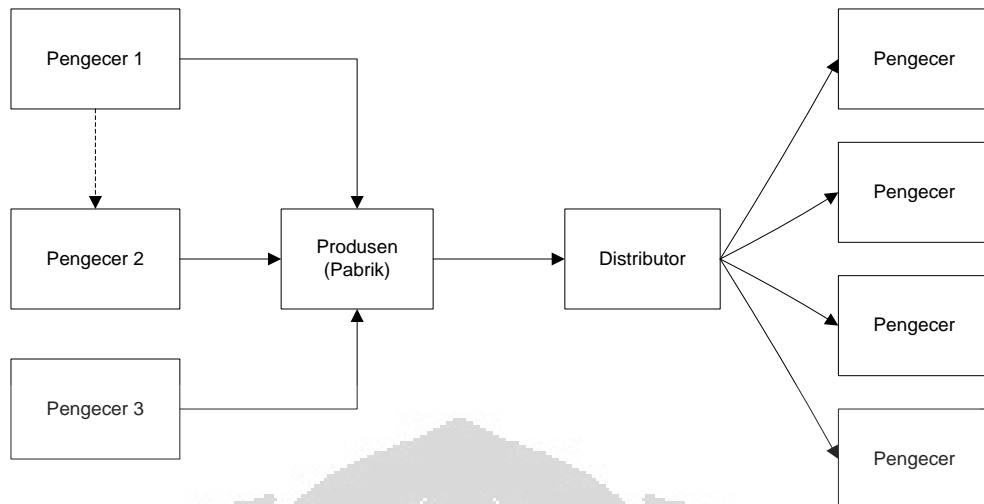 Pengecer 1
Pengecer
Pengecer
Pengecer 2
Produsen
(Pabrik)
Distributor
Pengecer
Pengecer 3
Pengecer